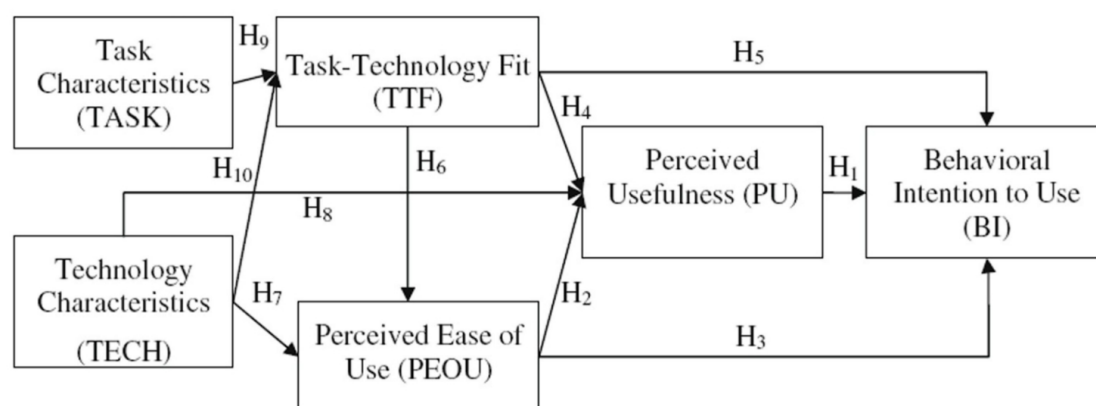 Task
Characteristics
(TASK)
H9
Task-Technology Fit
(TTF)
H5
H4
H6
H10
H8
Perceived
Usefulness (PU)
H1
Behavioral
Intention to Use
(BI)
Technology
Characteristics
(TECH)
H7
Perceived Ease of
Use (PEOU)
H2
H3